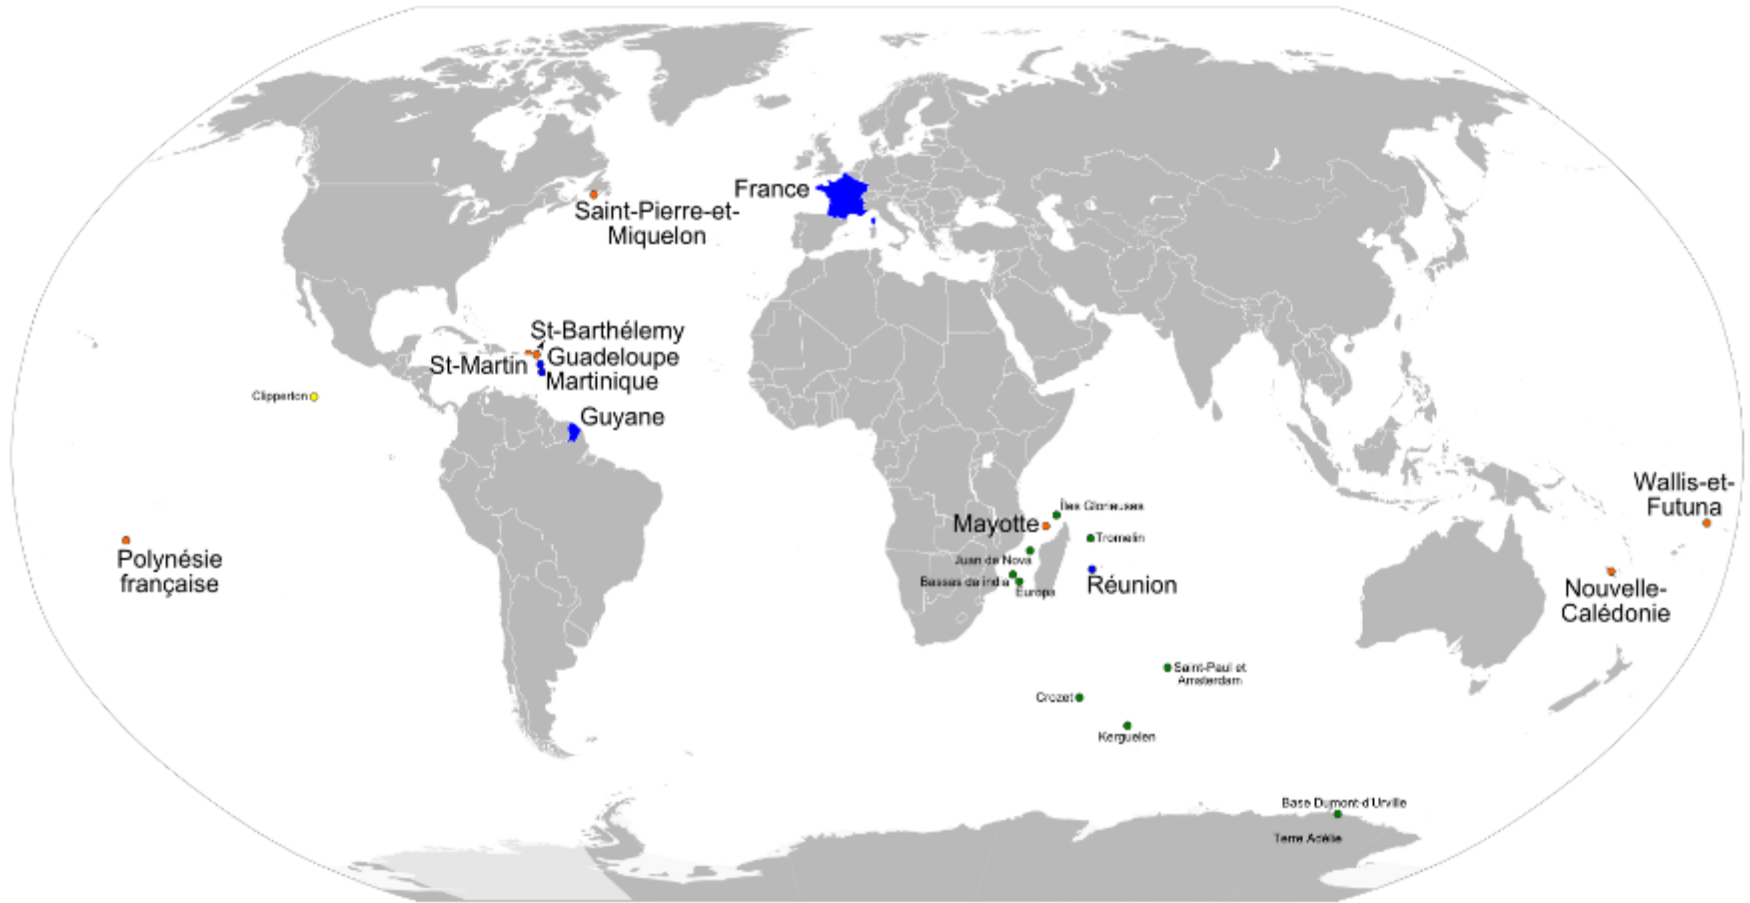 France
Saint-Pierre-et-
Miquelon
St-Barthélemy
Guadeloupe
St-Martin
Martinique
Clipperton
Guyane
Wallis-et-
Futuna
Îles Glorieuses
Mayotte
Tromelin
Polynésie
française
Juan de Nova
Bassas da india
Europa
Réunion
Nouvelle-
Calédonie
Saint-Paul et
Amsterdam
Crozet
Kerguelen
Base Dumont-d'Urville
Terre Adélie